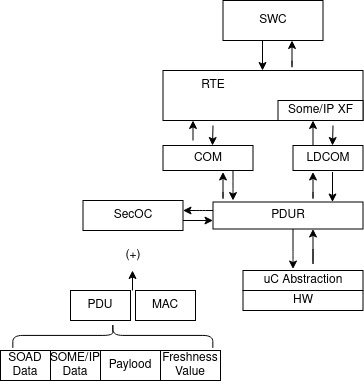 SWC
RTE
Some/IP XF
COM
LDCOM
SecOC
PDUR
(+)
uC Abstraction
HW
PDU
MAC
SOAD
Data
SOME/IP
Data
Paylood
Freshness
Value